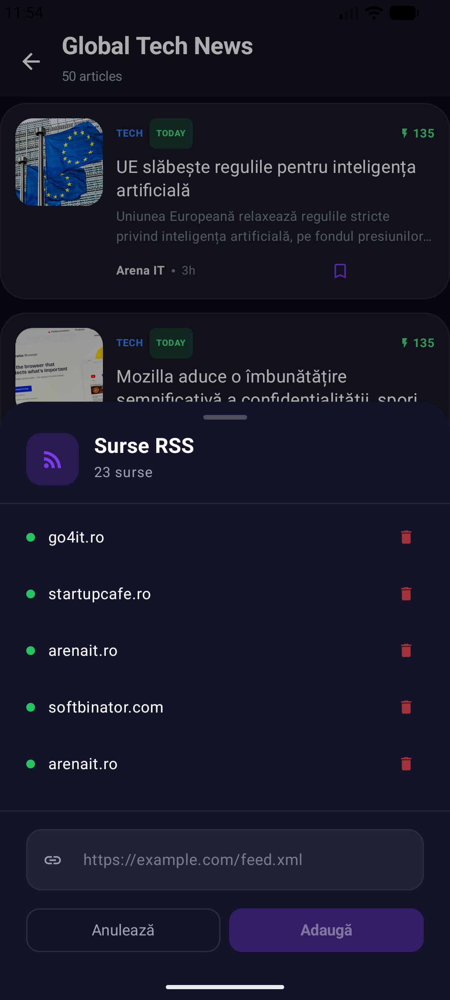 11:54
Global Tech News
50 articles
TECH TODAY 135
UE slăbește regulile pentru inteligența
artificială
Uniunea Europeană relaxează regulile stricte
privind inteligența artificială, pe fondul presiunilor…
Arena IT • 3h
Firefox browsers Products
refox Browser
the browser that
tects what's important
TECH TODAY 135
Mozilla aduce o îmbunătățire
semnificativă a confidențialității, spori
Surse RSS
23 surse
go4it.ro
startupcafe.ro
arenait.ro
softbinator.com
arenait.ro
https://example.com/feed.xml
Anulează Adaugă